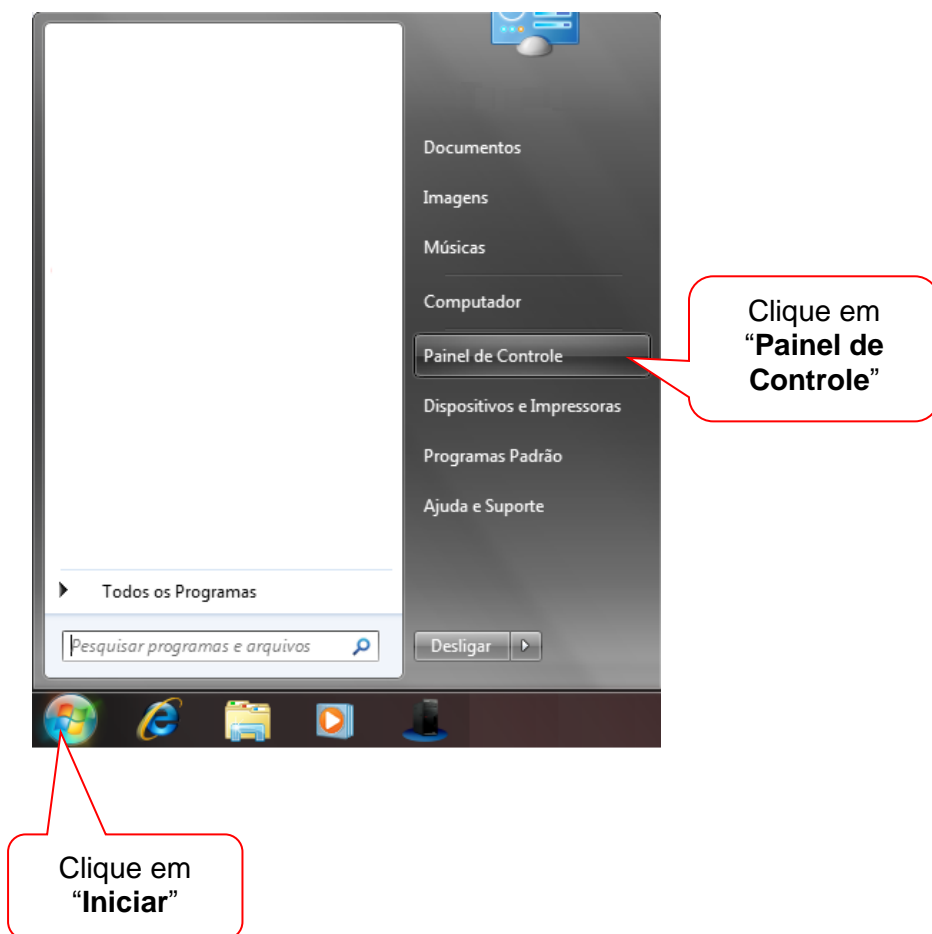 Documentos
Imagens
Músicas
Computador
Painel de Controle
Dispositivos e Impressoras
Programas Padrão
Ajuda e Suporte
Todos os Programas
Pesquisar programas e arquivos
Desligar
Clique em
“Painel de
Controle”
Clique em
“Iniciar”